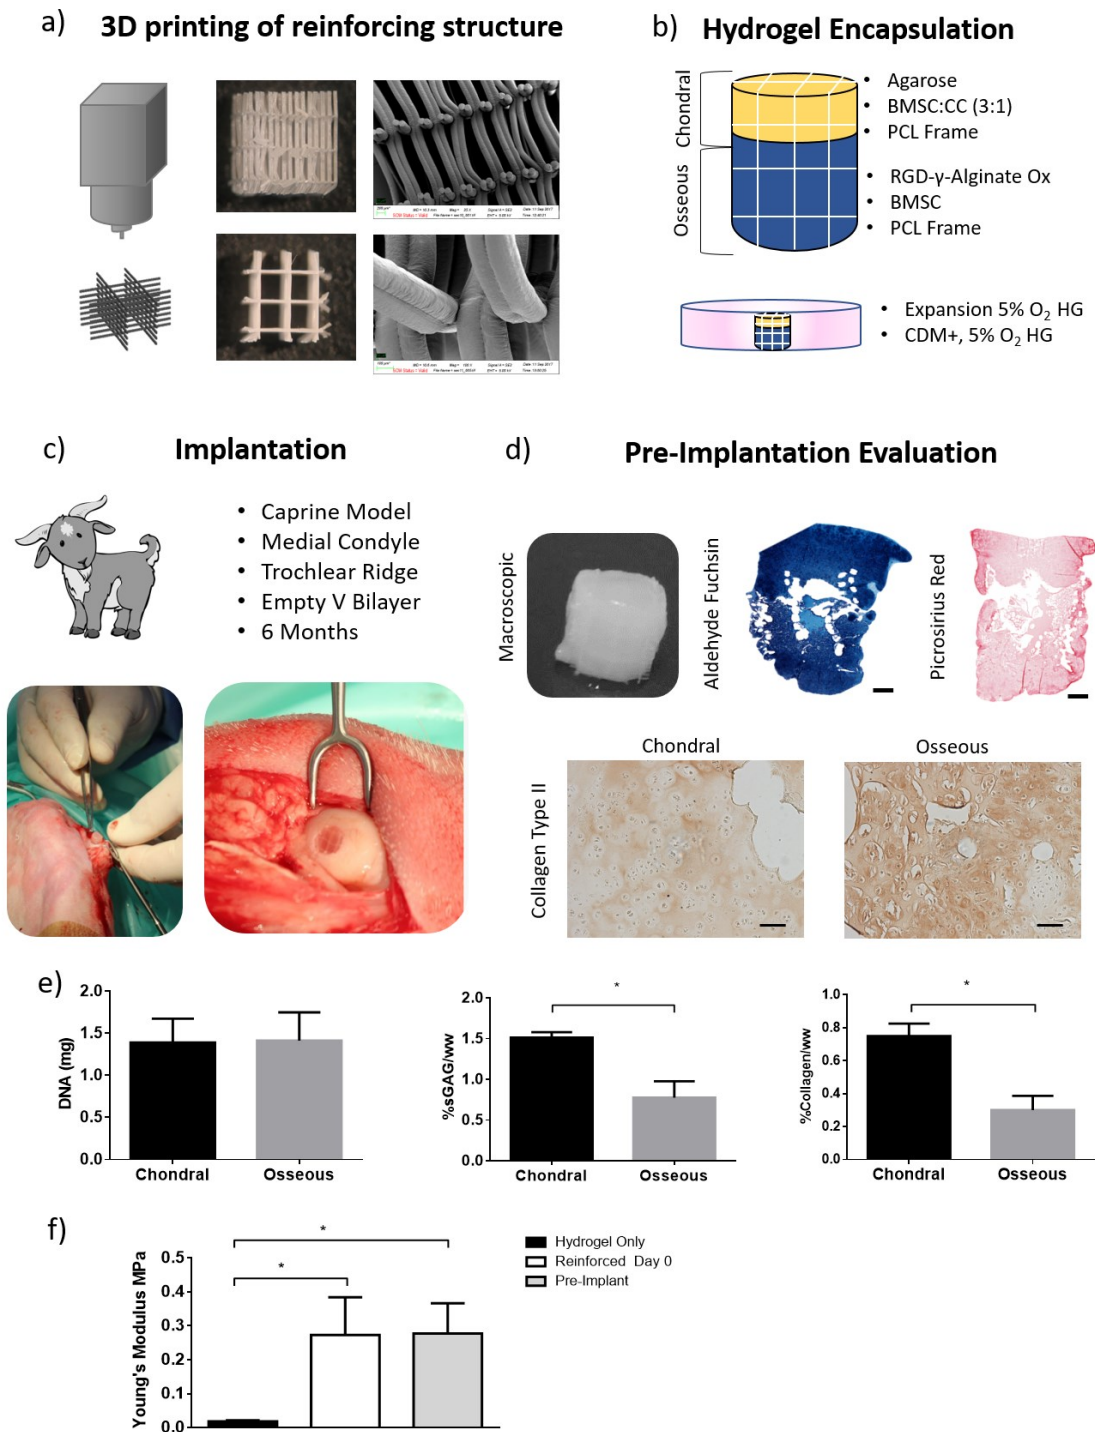 a) 3D printing of reinforcing structure
b) Hydrogel Encapsulation
Chondral
Osseous
• Agarose
• BMSC:CC (3:1)
• PCL Frame
• RGD-γ-Alginate Ox
• BMSC
• PCL Frame
• Expansion 5% O₂ HG
• CDM+, 5% O₂ HG
c) Implantation
• Caprine Model
• Medial Condyle
• Trochlear Ridge
• Empty V Bilayer
• 6 Months
d) Pre-Implantation Evaluation
Macroscopic
Aldehyde Fuchsin
Picrosirius Red
Chondral
Osseous
Collagen Type II
e)
DNA (mg)
2.0
1.5
1.0
0.5
0.0
Chondral Osseous
%sGAG/ww
2.0
1.5
1.0
0.5
0.0
*
Chondral Osseous
%Collagen/ww
1.0
0.8
0.6
0.4
0.2
0.0
*
Chondral Osseous
f)
Young's Modulus MPa
0.5
0.4
0.3
0.2
0.1
0.0
*
*
Hydrogel Only
Reinforced Day 0
Pre-Implant